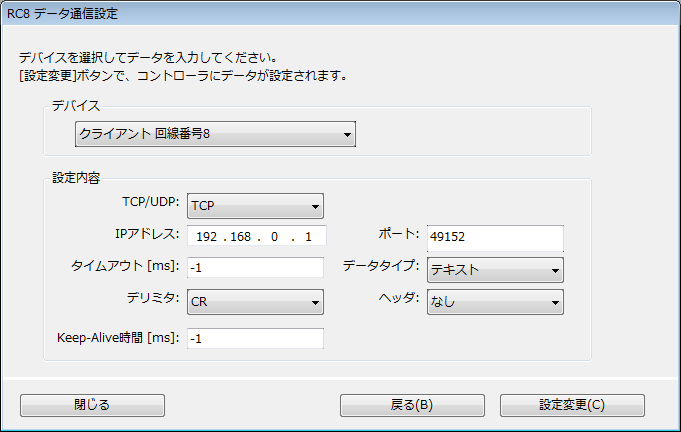 RC8 データ通信設定
デバイスを選択してデータを入力してください。
[設定変更]ボタンで、コントローラにデータが設定されます。
デバイス
クライアント 回線番号8
設定内容
TCP/UDP: TCP
IPアドレス: 192 . 168 . 0 . 1 ポート: 49152
タイムアウト [ms]: -1 データタイプ: テキスト
デリミタ: CR ヘッダ: なし
Keep-Alive時間 [ms]: -1
閉じる 戻る(B) 設定変更(C)